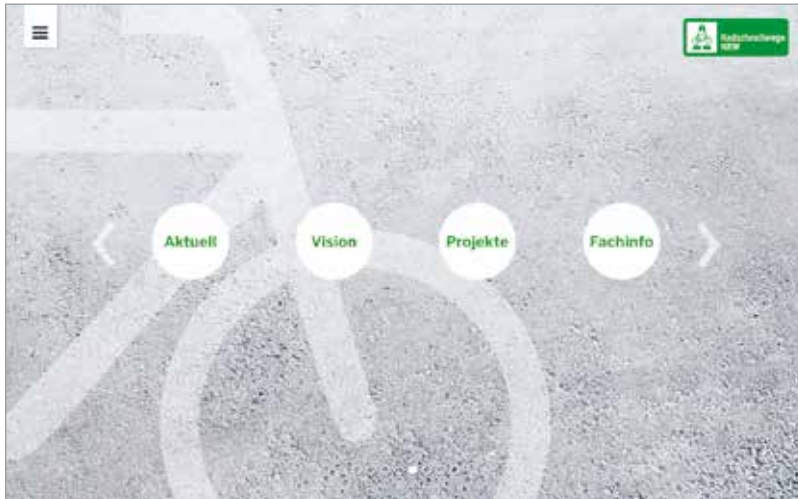 Radschnellwege
NRW
Aktuell
Vision
Projekte
Fachinfo